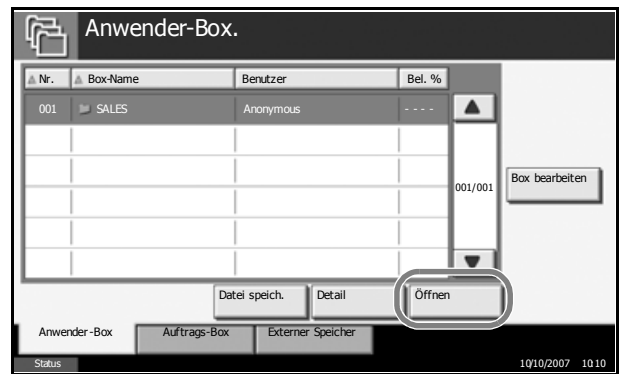 Anwender-Box.
Nr. Box-Name Benutzer Bel. %
001 SALES Anonymous - - - -
001/001
Box bearbeiten
Datei speich. Detail Öffnen
Anwender-Box Auftrags-Box Externer Speicher
Status 10/10/2007 10:10